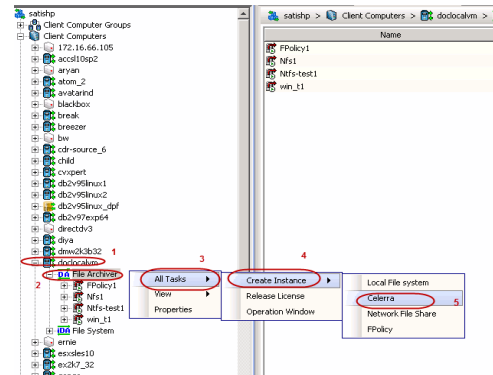 satishp
Client Computer Groups
Client Computers
172.16.66.105
accsl10sp2
aryan
atom_2
avatarind
blackbox
break
breezer
bw
cdr-source_6
child
cvxpert
db2v95linux1
db2v95linux2
db2v95linux_dpf
db2v97exp64
directdv3
diya
dmw2k3b32 1
doclocalvm
DA File Archiver
2 FPolicy1
Nfs1
Ntfs-test1
win_t1
iDA File System
ernie
esxsles10
ex2k7_32
satishp > Client Computers > doclocalvm >
Name
FPolicy1
Nfs1
Ntfs-test1
win_t1
3
All Tasks
View
Properties
4
Create Instance
Release License
Operation Window
Local File system
Celerra 5
Network File Share
FPolicy